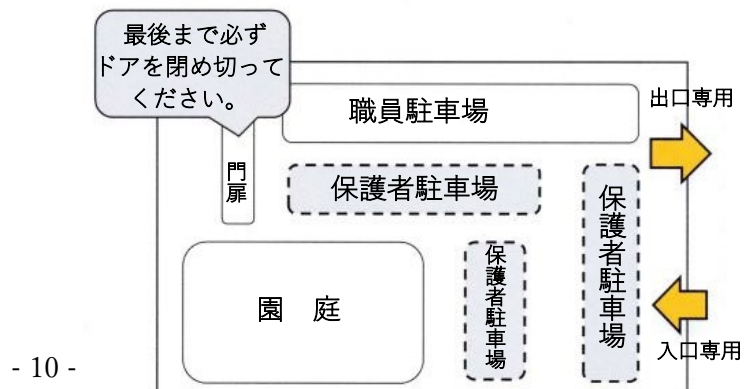 最後まで必ず
ドアを閉め切って
ください。
職員駐車場
出口専用
門扉
保護者駐車場
保護者駐車場
保護者駐車場
園　庭
入口専用
- 10 -